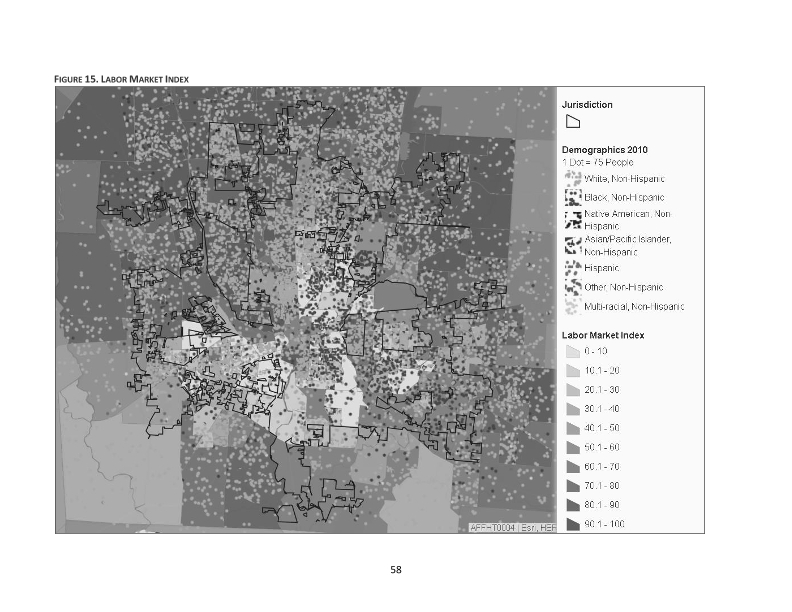 FIGURE 15. LABOR MARKET INDEX
Jurisdiction
Demographics 2010
1 Dot = 75 People
White, Non-Hispanic
Black, Non-Hispanic
Native American, Non-
Hispanic
Asian/Pacific Islander,
Non-Hispanic
Hispanic
Other, Non-Hispanic
Multi-racial, Non-Hispanic
Labor Market Index
0 - 10
10.1 - 20
20.1 - 30
30.1 - 40
40.1 - 50
50.1 - 60
60.1 - 70
70.1 - 80
80.1 - 90
90.1 - 100
AFFHT0004 | Esri, HER
58